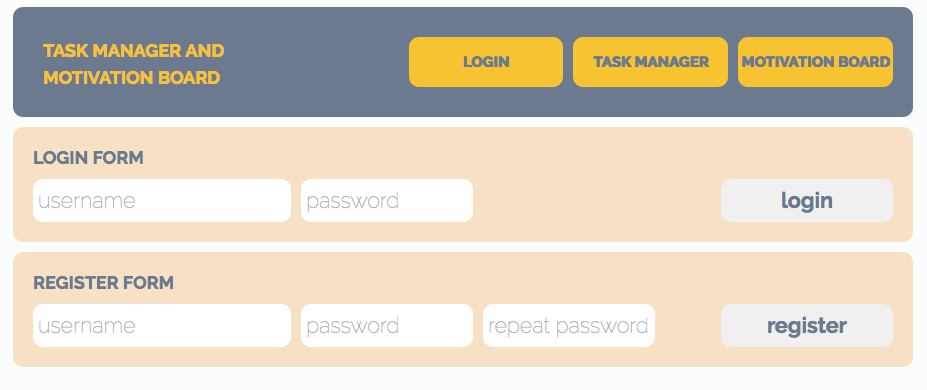 TASK MANAGER AND
MOTIVATION BOARD
LOGIN TASK MANAGER MOTIVATION BOARD
LOGIN FORM
username password login
REGISTER FORM
username password repeat password register